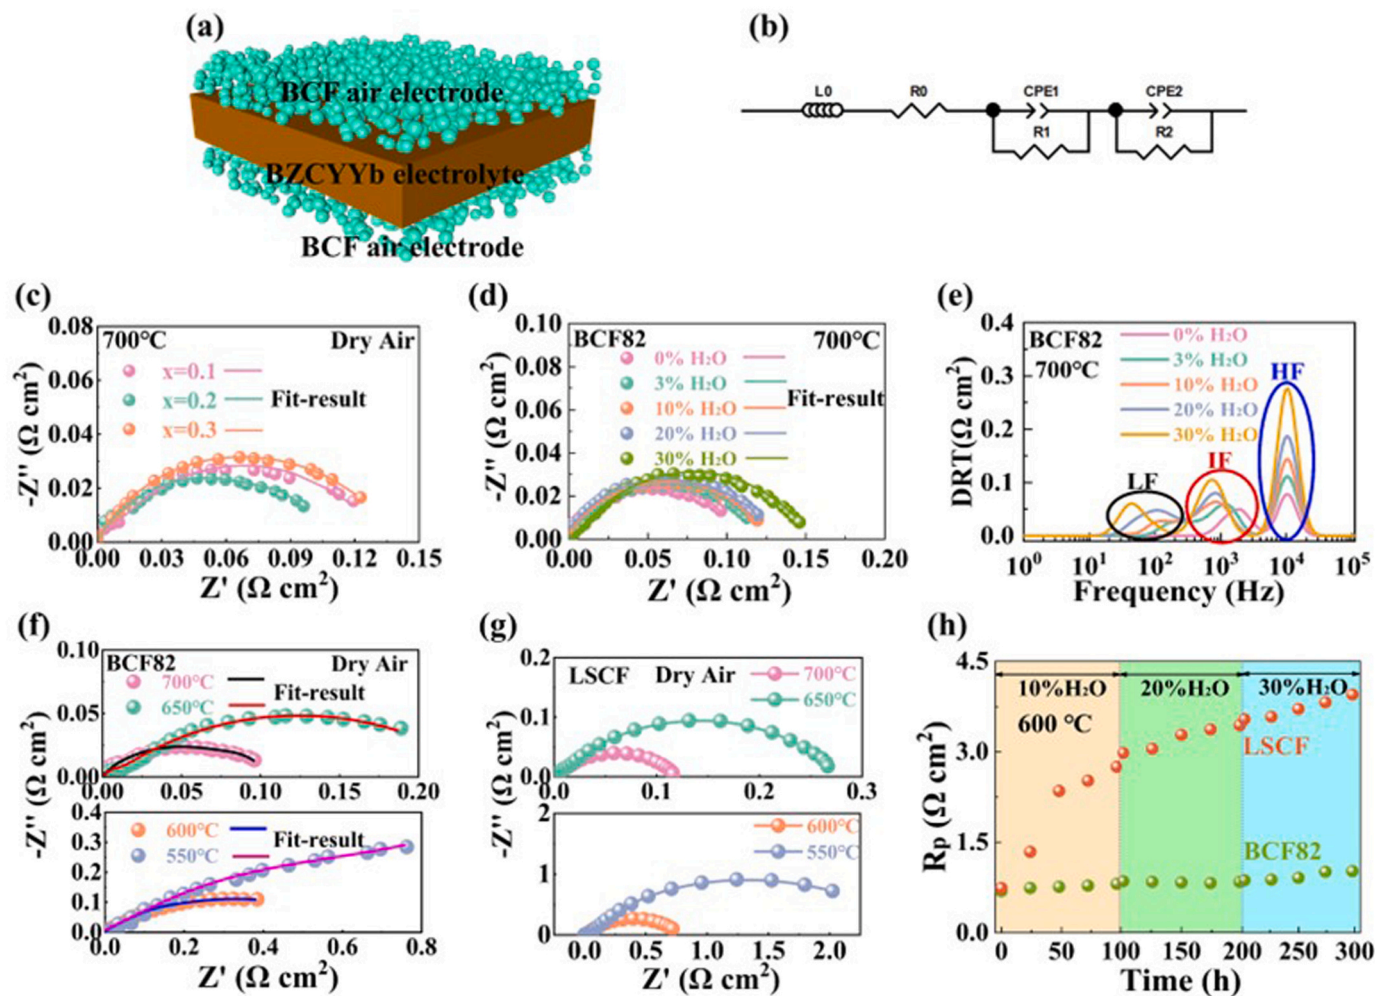 (a)
BCF air electrode
BZCYYb electrolyte
BCF air electrode
(b)
L0
R0
CPE1
R1
CPE2
R2
(c)
700°C
Dry Air
x=0.1
x=0.2
x=0.3
Fit-result
0.08
0.06
0.04
0.02
0.00
0.00 0.03 0.06 0.09 0.12 0.15
-Z'' (Ω cm²)
Z' (Ω cm²)
(d)
BCF82
700°C
0% H₂O
3% H₂O
10% H₂O
20% H₂O
30% H₂O
Fit-result
0.10
0.08
0.06
0.04
0.02
0.00
0.00 0.05 0.10 0.15 0.20
-Z'' (Ω cm²)
Z' (Ω cm²)
(e)
BCF82
700°C
0% H₂O
3% H₂O
10% H₂O
20% H₂O
30% H₂O
HF
IF
LF
0.4
0.3
0.2
0.1
0.0
10⁰ 10¹ 10² 10³ 10⁴ 10⁵
DRT(Ω cm²)
Frequency (Hz)
(f)
BCF82
Dry Air
700°C
650°C
Fit-result
0.10
0.05
0.00
0.00 0.05 0.10 0.15 0.20
600°C
550°C
Fit-result
0.4
0.3
0.2
0.1
0.0
0.0 0.2 0.4 0.6 0.8
-Z'' (Ω cm²)
Z' (Ω cm²)
(g)
LSCF Dry Air
700°C
650°C
0.2
0.1
0.0
0.0 0.1 0.2 0.3
600°C
550°C
2
1
0
0.0 0.5 1.0 1.5 2.0
-Z'' (Ω cm²)
Z' (Ω cm²)
(h)
10%H₂O
20%H₂O
30%H₂O
600 °C
LSCF
BCF82
4.5
3.0
1.5
0.0
0 50 100 150 200 250 300
Rₚ (Ω cm²)
Time (h)